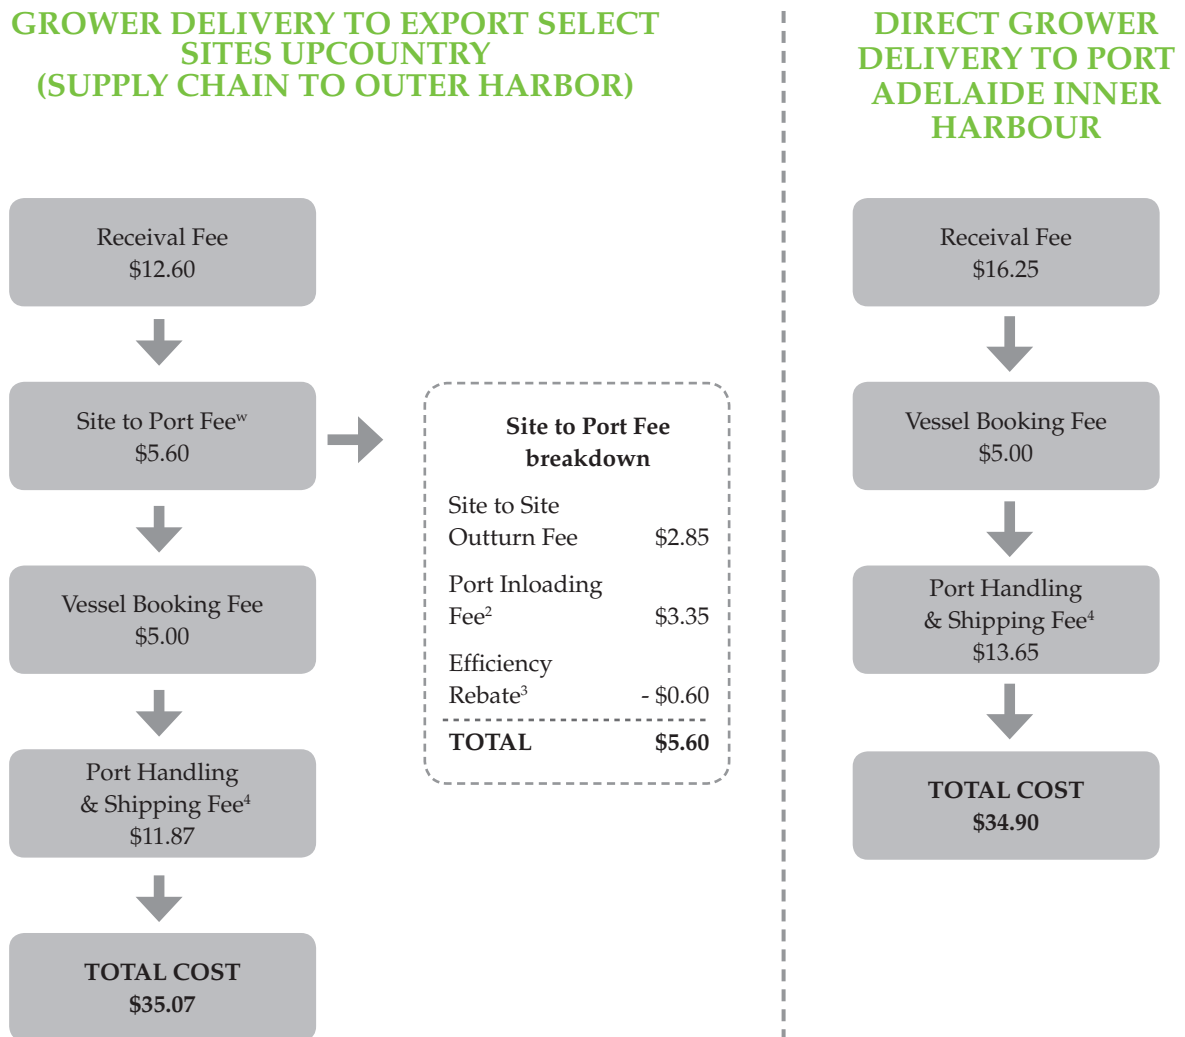 GROWER DELIVERY TO EXPORT SELECT
SITES UPCOUNTRY
(SUPPLY CHAIN TO OUTER HARBOR)
Receival Fee
$12.60
Site to Port Feeʷ
$5.60
Vessel Booking Fee
$5.00
Port Handling
& Shipping Fee⁴
$11.87
TOTAL COST
$35.07
Site to Port Fee
breakdown
Site to Site
Outturn Fee $2.85
Port Inloading
Fee² $3.35
Efficiency
Rebate³ - $0.60
TOTAL $5.60
DIRECT GROWER
DELIVERY TO PORT
ADELAIDE INNER
HARBOUR
Receival Fee
$16.25
Vessel Booking Fee
$5.00
Port Handling
& Shipping Fee⁴
$13.65
TOTAL COST
$34.90